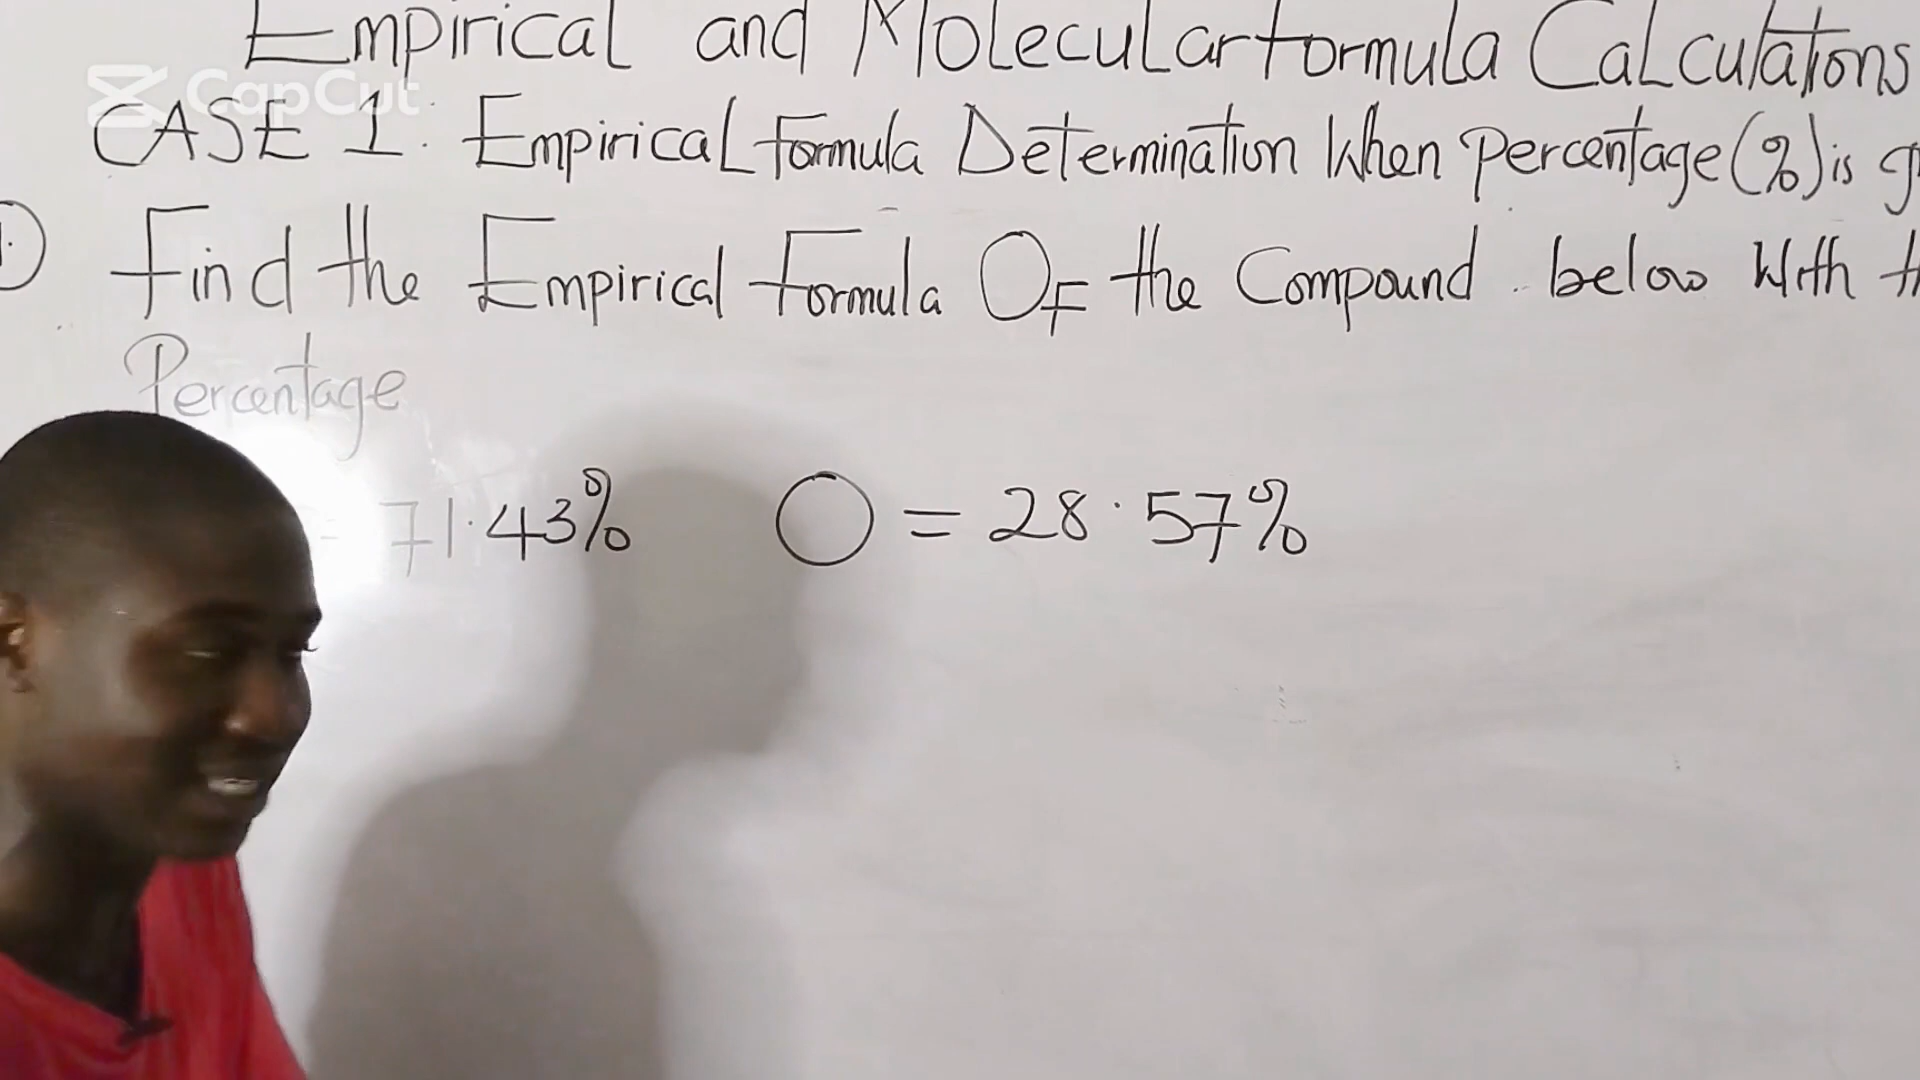 Empirical and Molecular formula Calculations
CapCut
CASE 1: Empirical formula Determination When Percentage (%) is
Find the Empirical Formula OF the Compound below With
Percentage
= 71.43% O = 28.57%